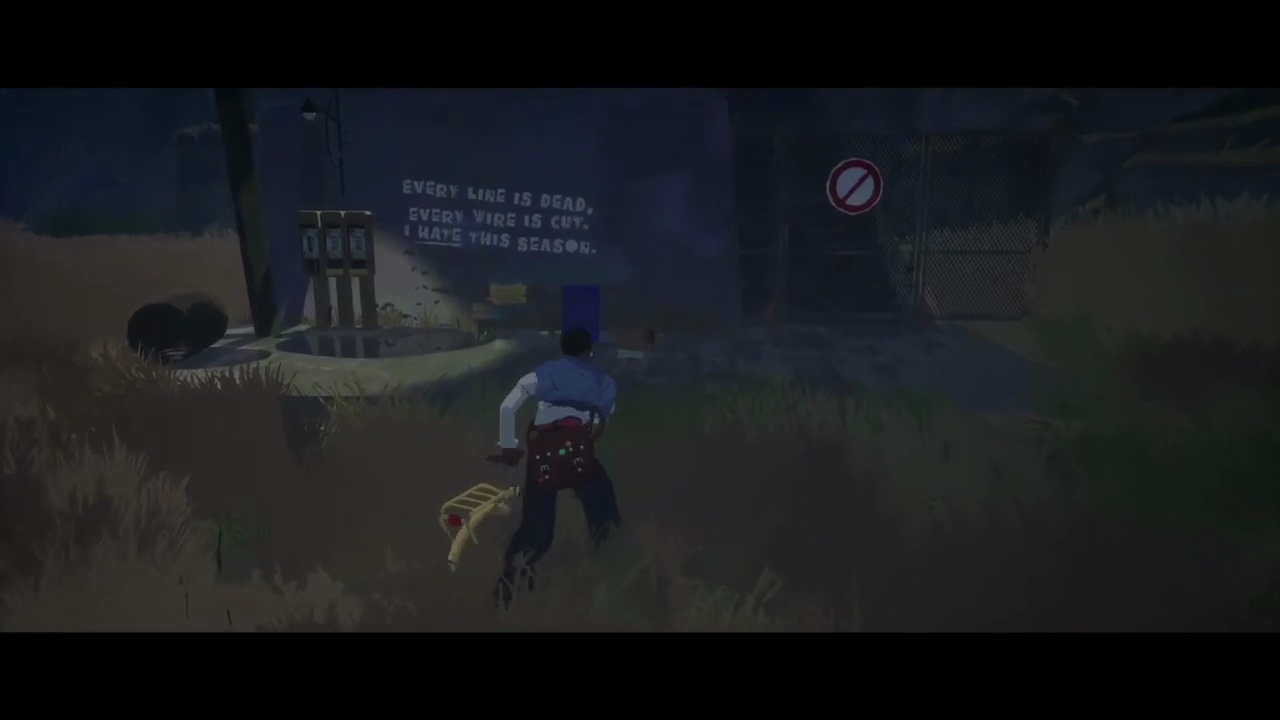 EVERY LINE IS DEAD,
EVERY WIRE IS CUT.
I HATE THIS SEASON.